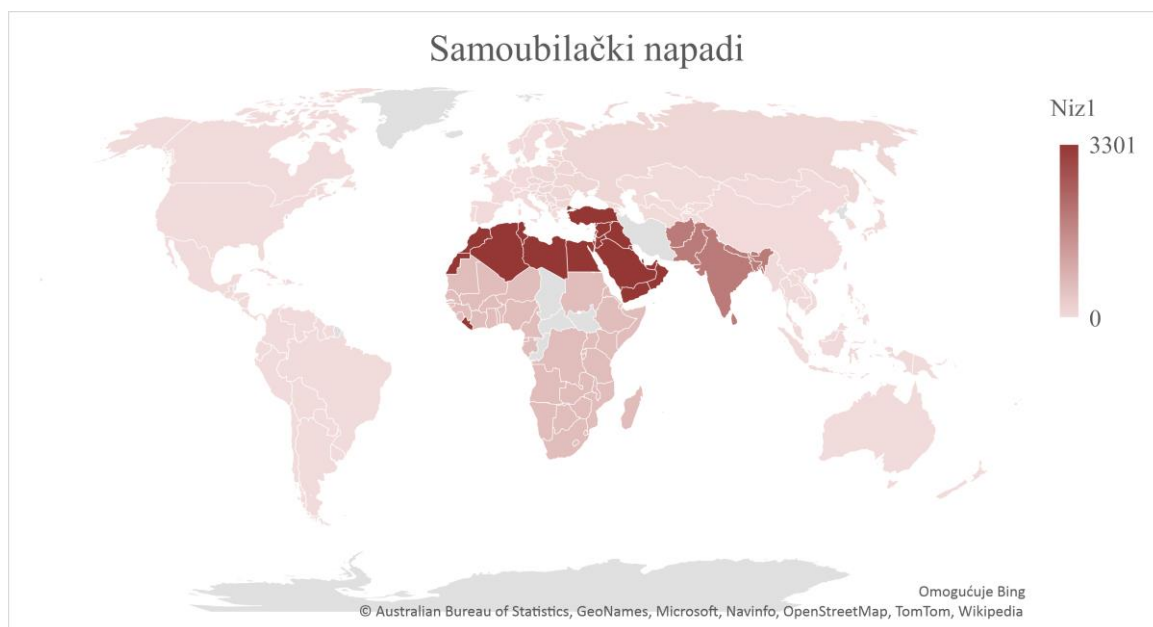 Samoubilački napadi
Niz1
3301
0
Omogućuje Bing
© Australian Bureau of Statistics, GeoNames, Microsoft, Navinfo, OpenStreetMap, TomTom, Wikipedia